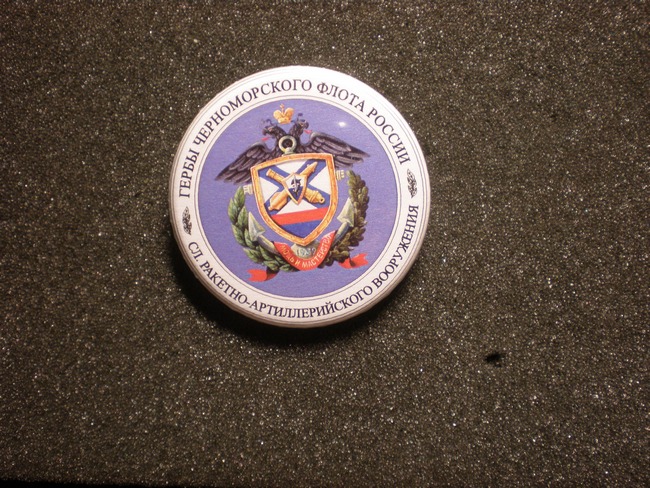 ГЕРБЫ ЧЕРНОМОРСКОГО ФЛОТА РОССИИ
СЛ. РАКЕТНО-АРТИЛЛЕРИЙСКОГО ВООРУЖЕНИЯ